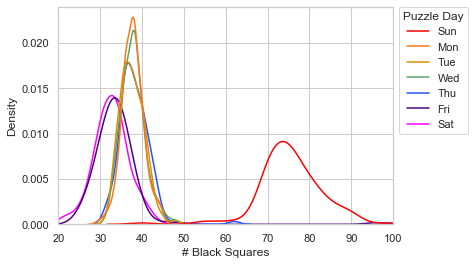 Puzzle Day
Sun
Mon
Tue
Wed
Thu
Fri
Sat
0.020
0.015
0.010
0.005
0.000
Density
20 30 40 50 60 70 80 90 100
# Black Squares